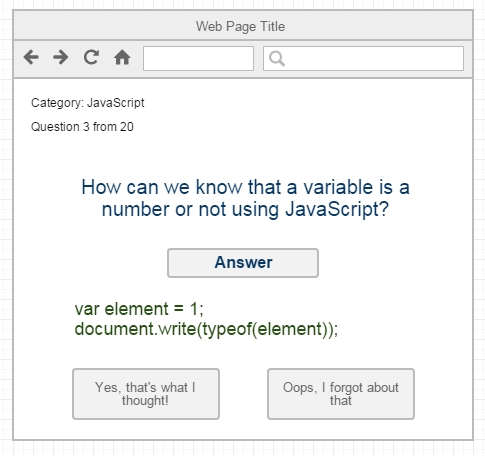 Web Page Title
Category: JavaScript
Question 3 from 20
How can we know that a variable is a
number or not using JavaScript?
Answer
var element = 1;
document.write(typeof(element));
Yes, that's what I
thought!
Oops, I forgot about
that